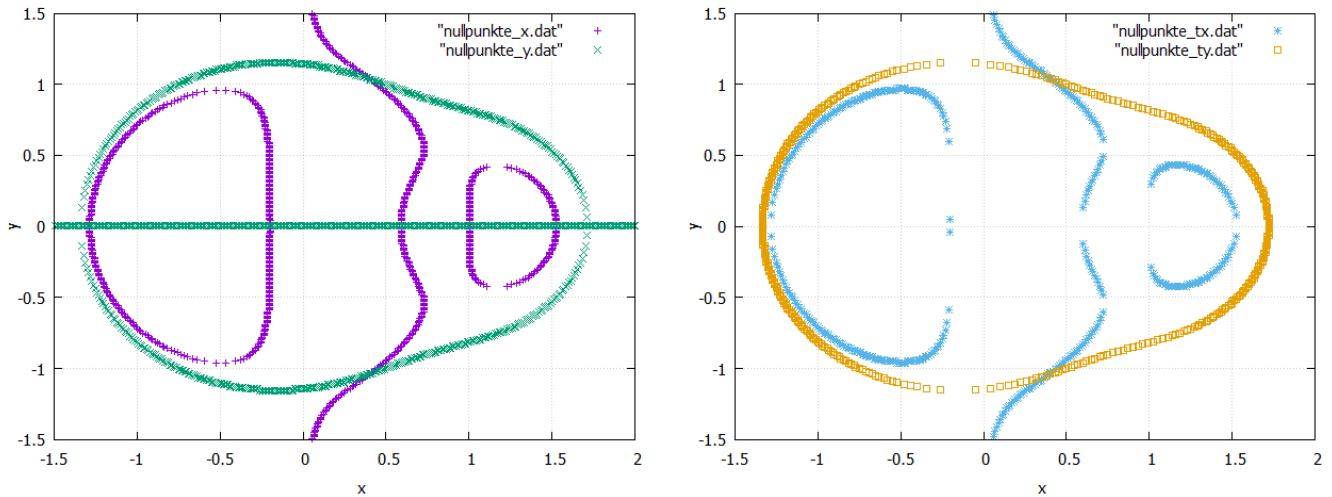 1.5
1
0.5
0
-0.5
-1
-1.5
y
-1.5 -1 -0.5 0 0.5 1 1.5 2
x
"nullpunkte_x.dat"
"nullpunkte_y.dat"
1.5
1
0.5
0
-0.5
-1
-1.5
y
-1.5 -1 -0.5 0 0.5 1 1.5 2
x
"nullpunkte_tx.dat"
"nullpunkte_ty.dat"